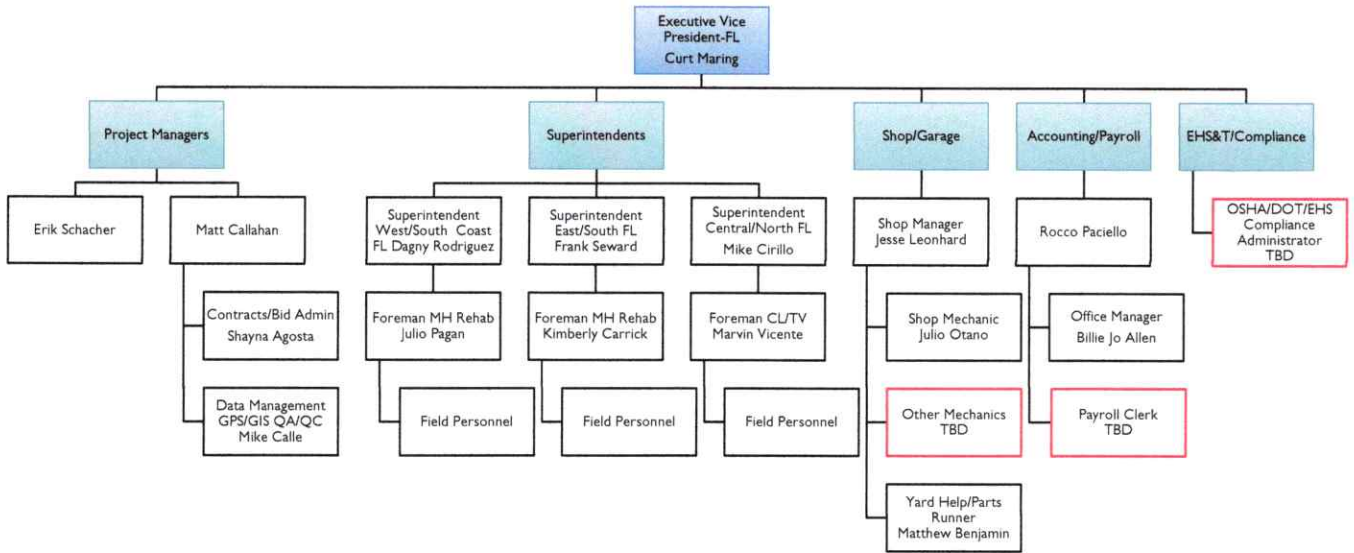 Executive Vice
President-FL
Curt Maring
Project Managers
Superintendents
Shop/Garage
Accounting/Payroll
EHS&T/Compliance
Erik Schacher
Matt Callahan
Superintendent
West/South Coast
FL Dagny Rodriguez
Superintendent
East/South FL
Frank Seward
Superintendent
Central/North FL
Mike Cirillo
Shop Manager
Jesse Leonhard
Rocco Paciello
OSHA/DOT/EHS
Compliance
Administrator
TBD
Contracts/Bid Admin
Shayna Agosta
Foreman MH Rehab
Julio Pagan
Foreman MH Rehab
Kimberly Carrick
Foreman CL/TV
Marvin Vicente
Shop Mechanic
Julio Otano
Office Manager
Billie Jo Allen
Data Management
GPS/GIS QA/QC
Mike Calle
Field Personnel
Field Personnel
Field Personnel
Other Mechanics
TBD
Payroll Clerk
TBD
Yard Help/Parts
Runner
Matthew Benjamin